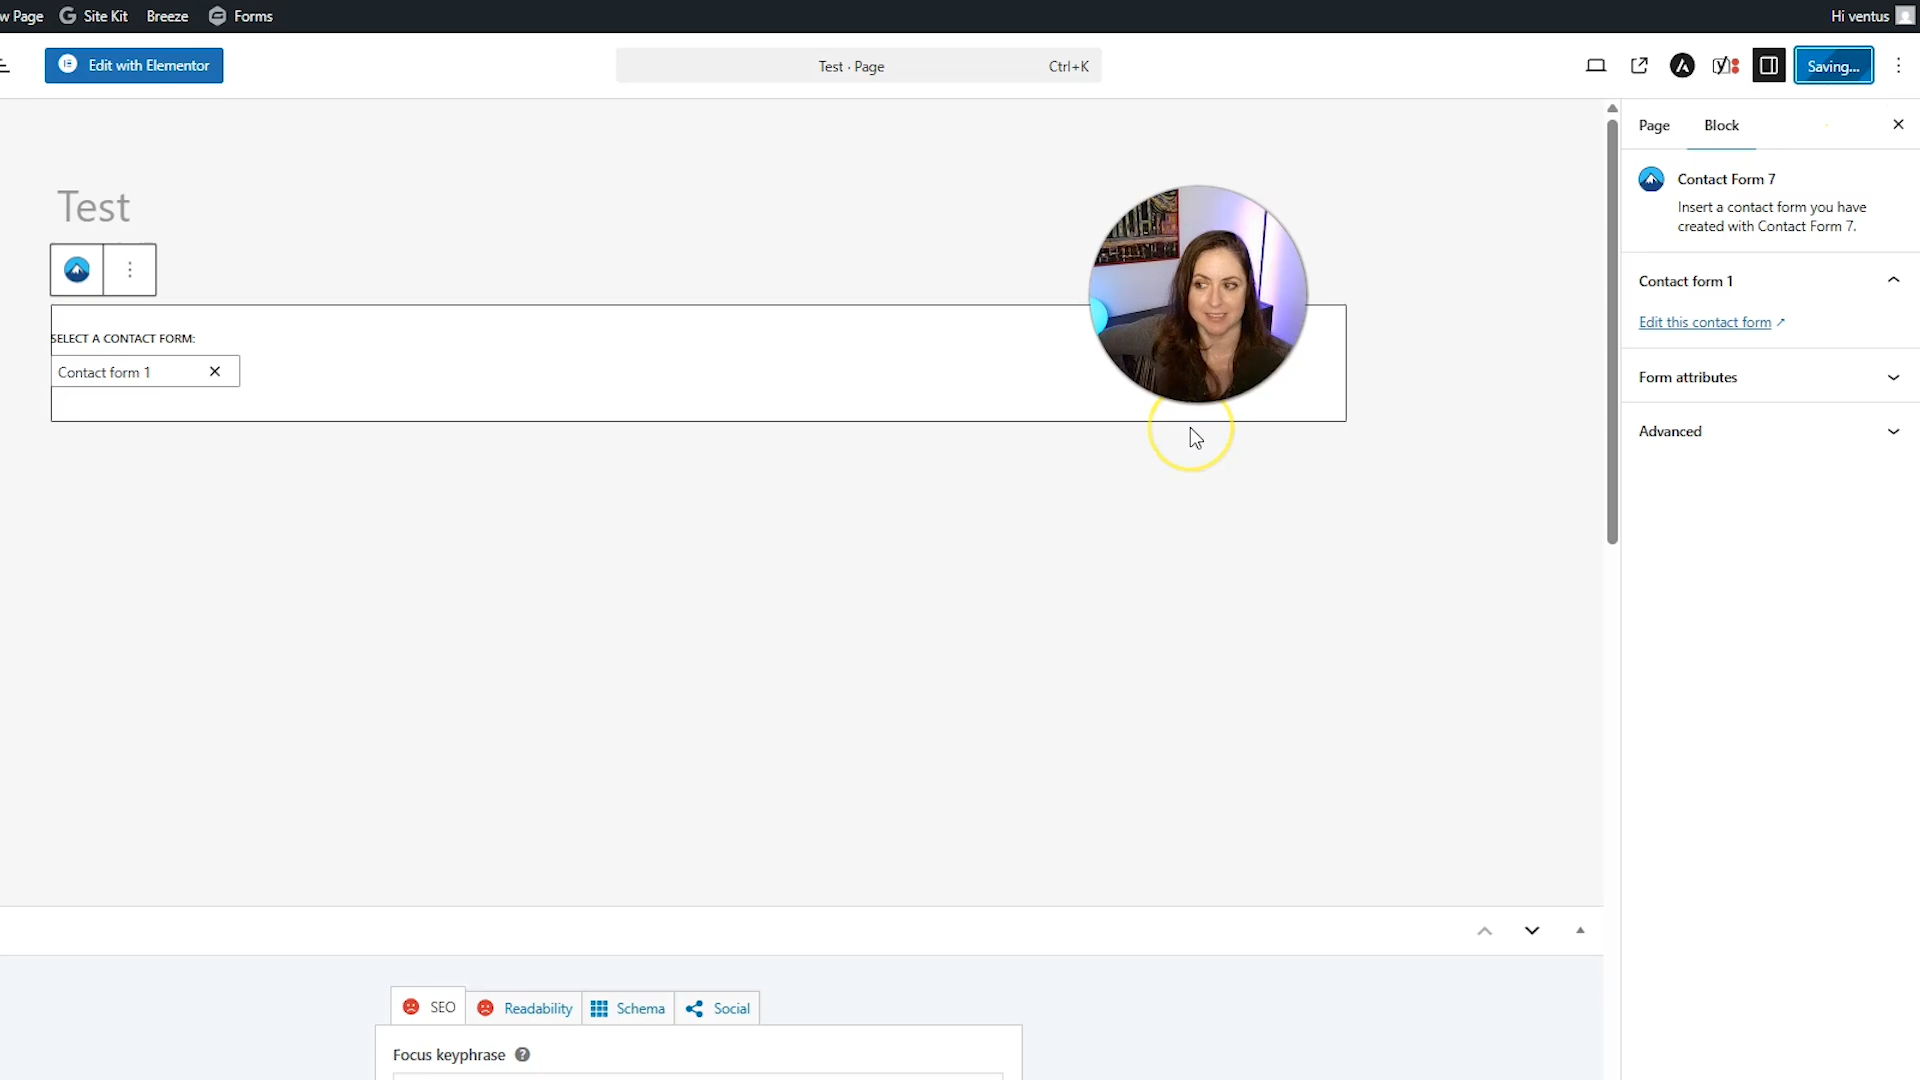 w Page Site Kit Breeze Forms Hi ventus
Edit with Elementor Test · Page Ctrl+K Saving...
Page Block
Contact Form 7
Insert a contact form you have
created with Contact Form 7.
Test
Contact form 1
Edit this contact form ↗
SELECT A CONTACT FORM:
Contact form 1
Form attributes
Advanced
SEO Readability Schema Social
Focus keyphrase